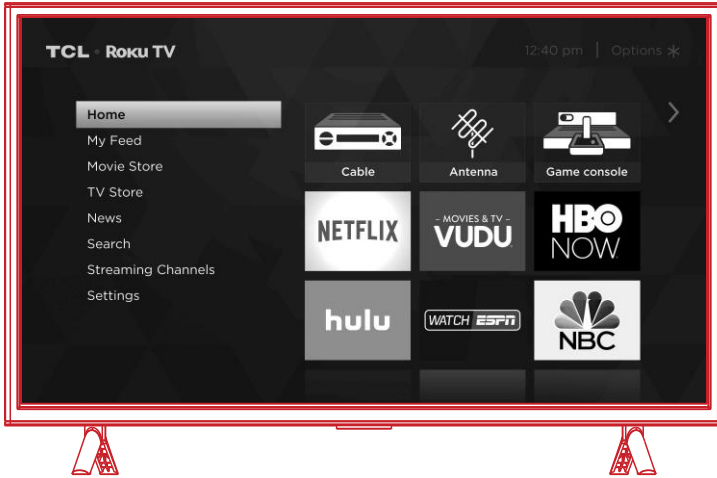 TCL • Roku TV
12:40 pm | Options *
Home
My Feed
Movie Store
TV Store
News
Search
Streaming Channels
Settings
Cable
Antenna
Game console
NETFLIX
- MOVIES & TV -
VUDU
HBO
NOW
hulu
WATCH ESPN
NBC